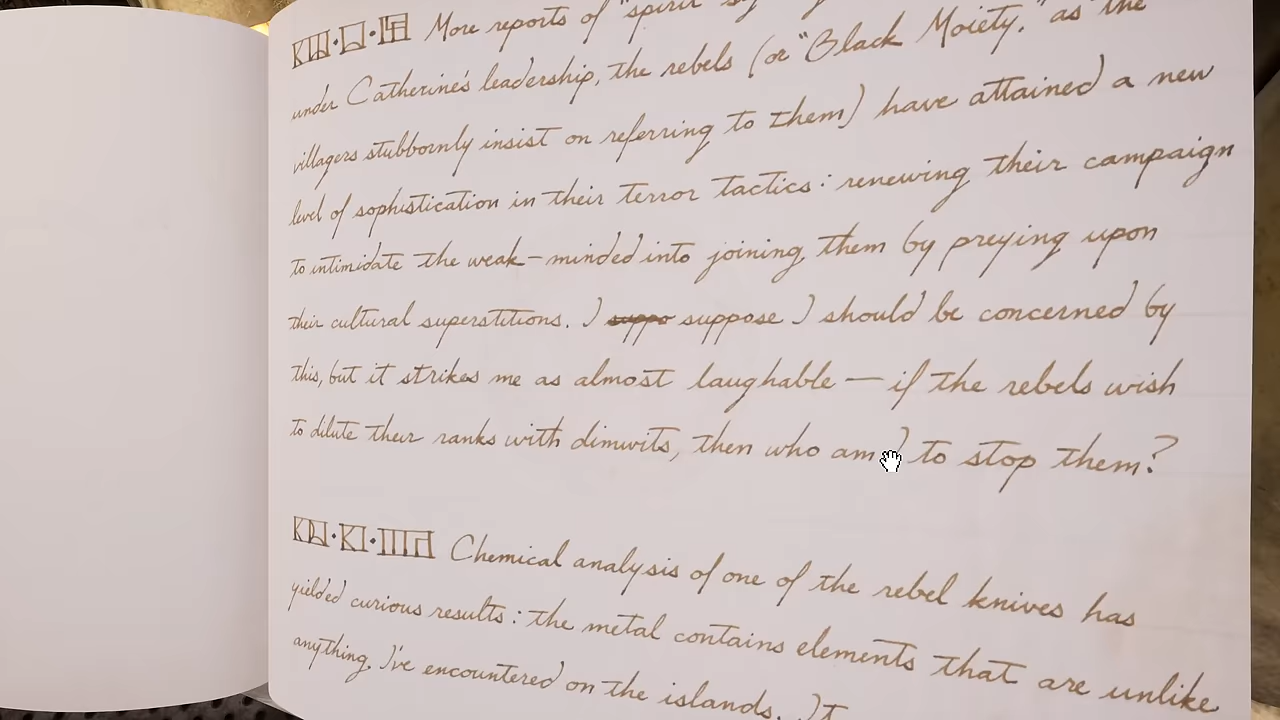 More reports of "spirit
under Catherine's leadership, the rebels (or "Black Moiety," as the
villagers stubbornly insist on referring to them) have attained a new
level of sophistication in their terror tactics: renewing their campaign
to intimidate the weak-minded into joining them by preying upon
their cultural superstitions. I suppo suppose I should be concerned by
this, but it strikes me as almost laughable — if the rebels wish
to dilute their ranks with dimwits, then who am I to stop them?
Chemical analysis of one of the rebel knives has
yielded curious results: the metal contains elements that are unlike
anything I've encountered on the islands. It